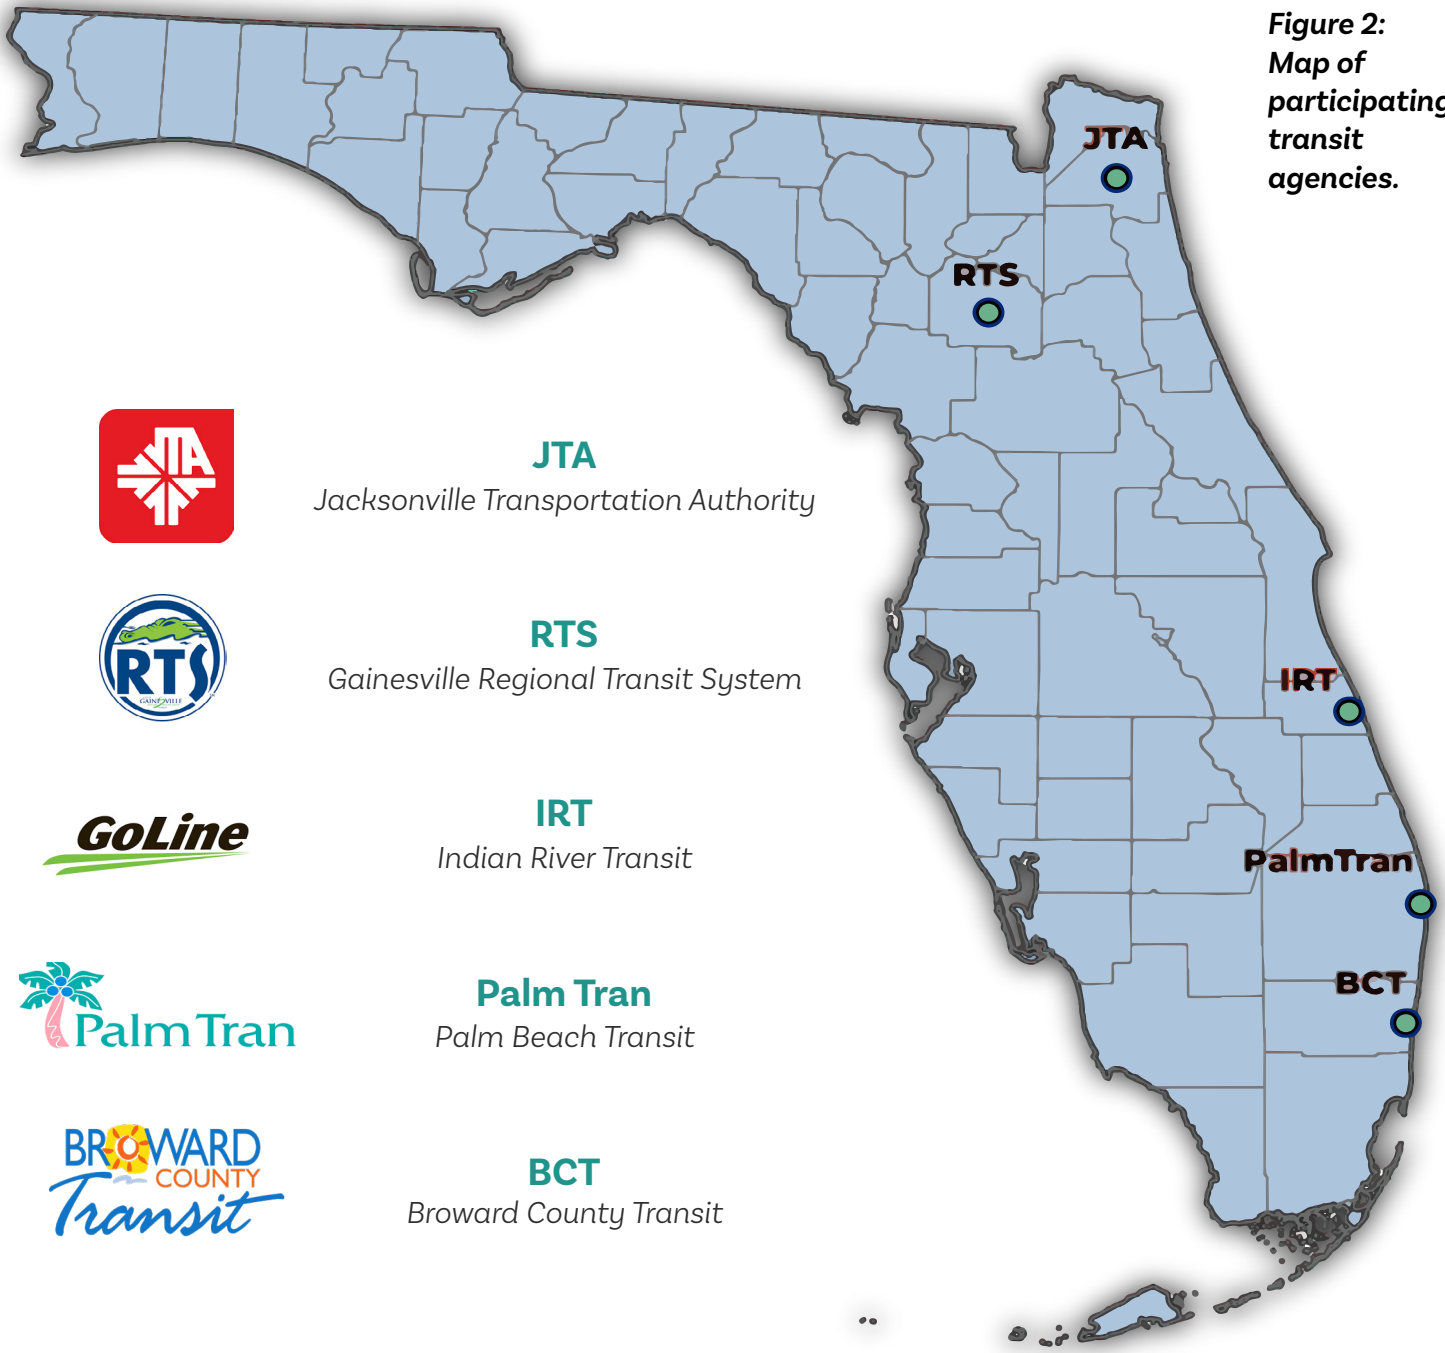 Figure 2:
Map of
participating
transit
agencies.
JTA
RTS
IRT
PalmTran
BCT
JTA
JTA
Jacksonville Transportation Authority
RTS
GAINESVILLE
RTS
Gainesville Regional Transit System
GoLine
IRT
Indian River Transit
Palm Tran
Palm Tran
Palm Beach Transit
BROWARD
COUNTY
Transit
BCT
Broward County Transit